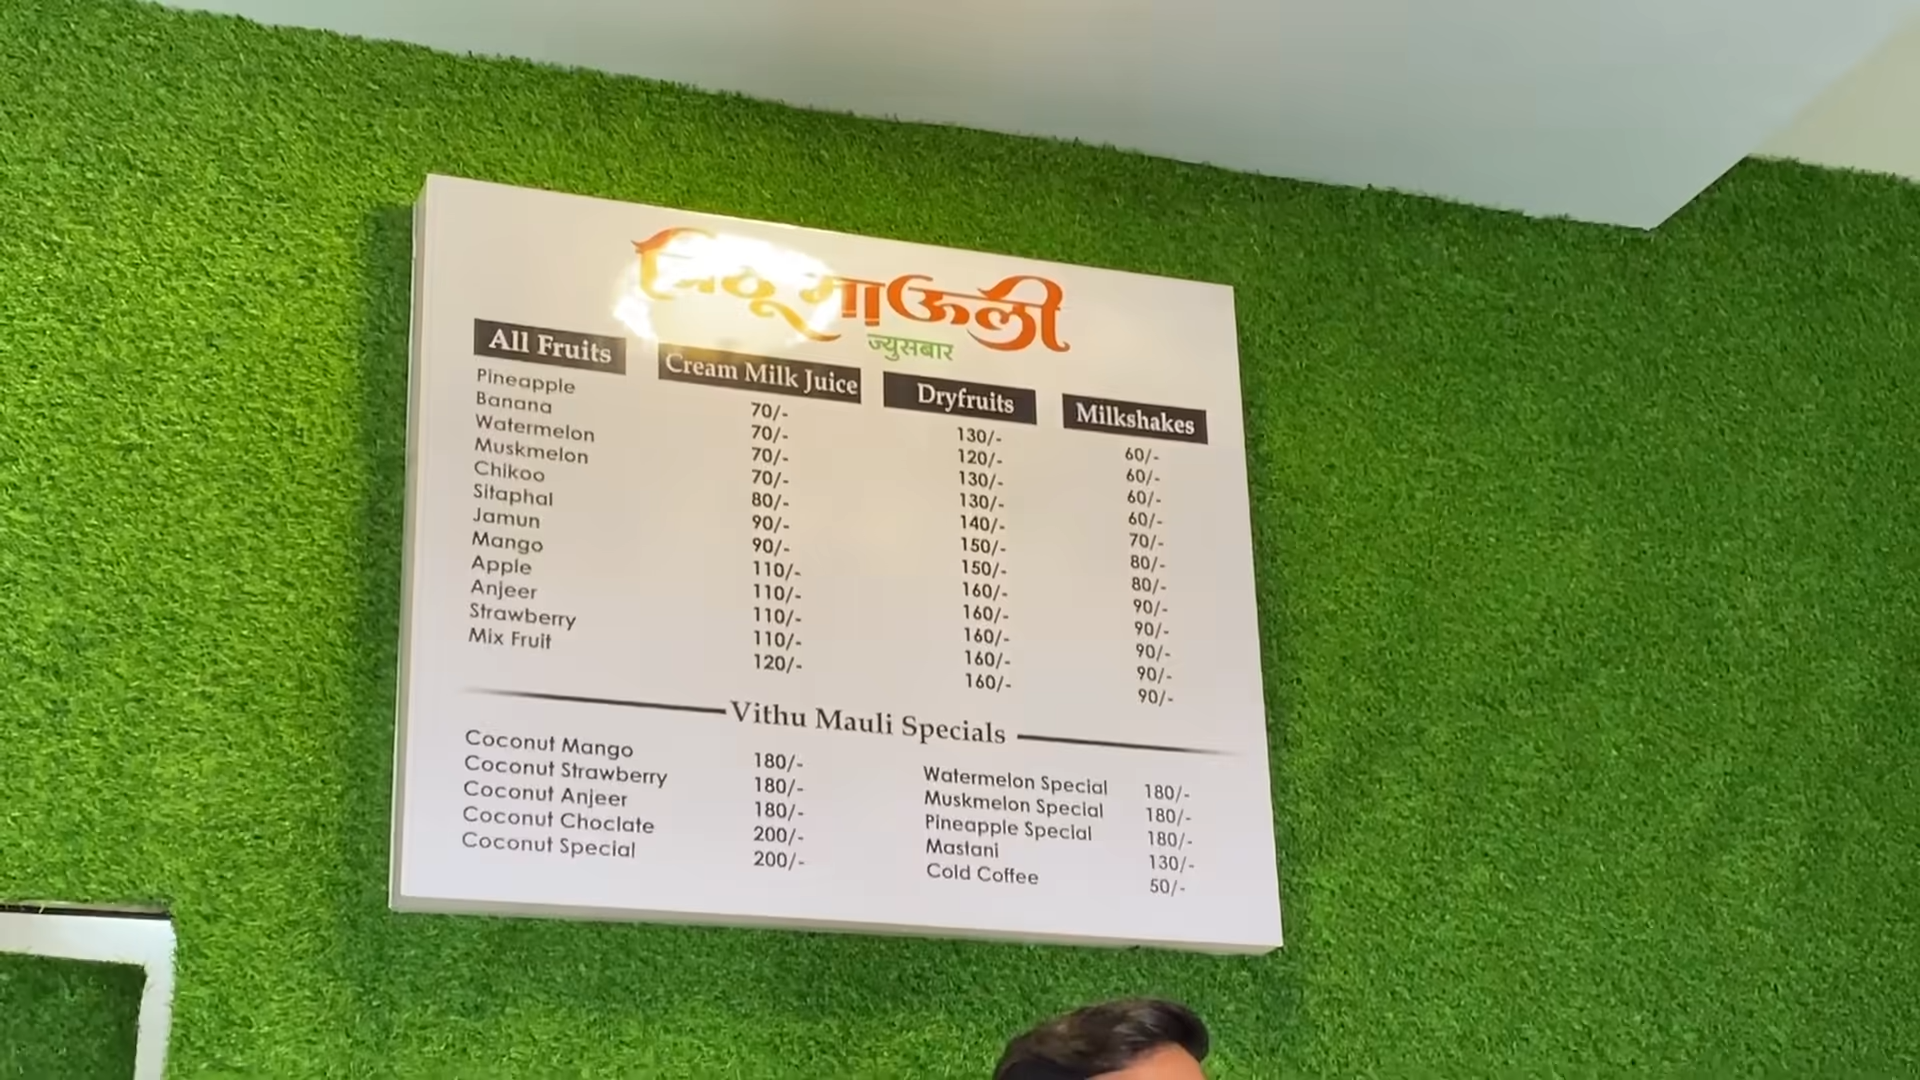 विठू माऊली
ज्युसबार
All Fruits Cream Milk Juice Dryfruits Milkshakes
Pineapple 70/- 130/- 60/-
Banana 70/- 120/- 60/-
Watermelon 70/- 130/- 60/-
Muskmelon 70/- 130/- 60/-
Chikoo 80/- 140/- 70/-
Sitaphal 90/- 150/- 80/-
Jamun 90/- 150/- 80/-
Mango 110/- 160/- 90/-
Apple 110/- 160/- 90/-
Anjeer 110/- 160/- 90/-
Strawberry 110/- 160/- 90/-
Mix Fruit 120/- 160/- 90/-
Vithu Mauli Specials
Coconut Mango 180/-
Coconut Strawberry 180/-
Coconut Anjeer 180/-
Coconut Choclate 200/-
Coconut Special 200/-
Watermelon Special 180/-
Muskmelon Special 180/-
Pineapple Special 180/-
Mastani 130/-
Cold Coffee 50/-